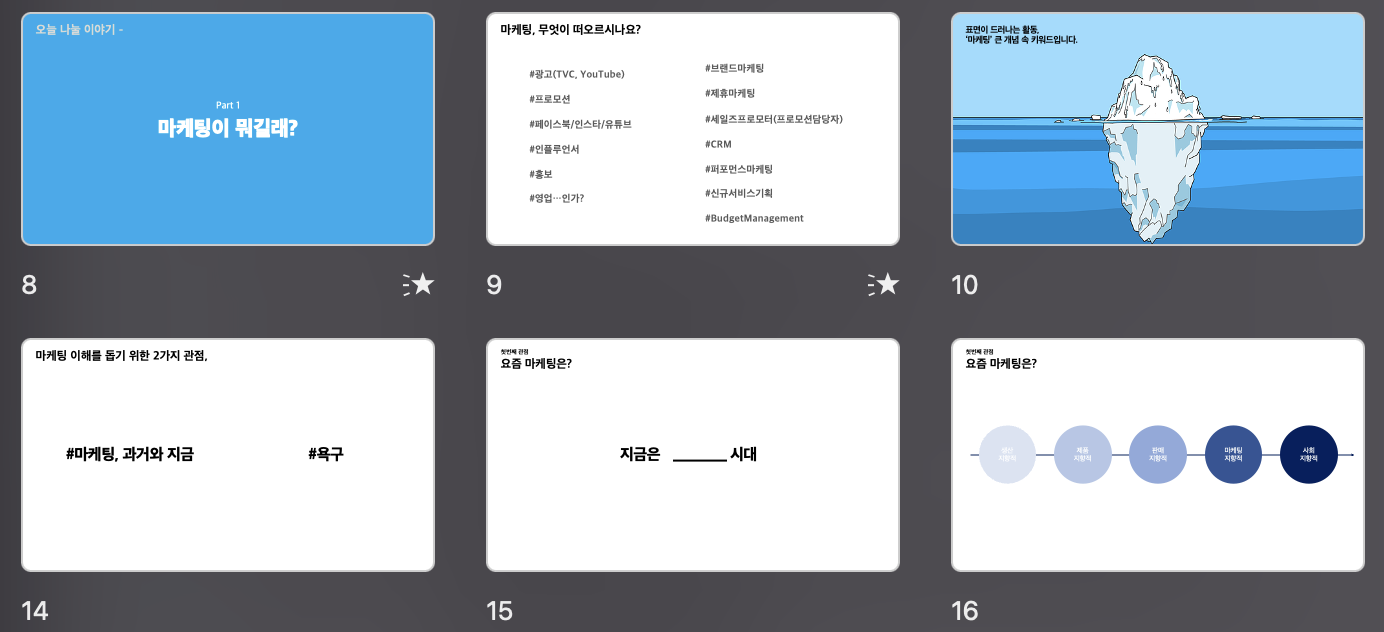 오늘 나눌 이야기 -
Part 1
마케팅이 뭐길래?
8
마케팅, 무엇이 떠오르시나요?
#광고(TVC, YouTube)
#프로모션
#페이스북/인스타/유튜브
#인플루언서
#홍보
#영업…인가?
#브랜드마케팅
#제휴마케팅
#세일즈프로모터(프로모션담당자)
#CRM
#퍼포먼스마케팅
#신규서비스기획
#BudgetManagement
9
표면이 드러나는 활동,
'마케팅' 큰 개념 속 키워드입니다.
10
마케팅 이해를 돕기 위한 2가지 관점,
#마케팅, 과거와 지금
#욕구
14
첫번째 관점
요즘 마케팅은?
지금은 ______ 시대
15
첫번째 관점
요즘 마케팅은?
생산
지향적
제품
지향적
판매
지향적
마케팅
지향적
사회
지향적
16